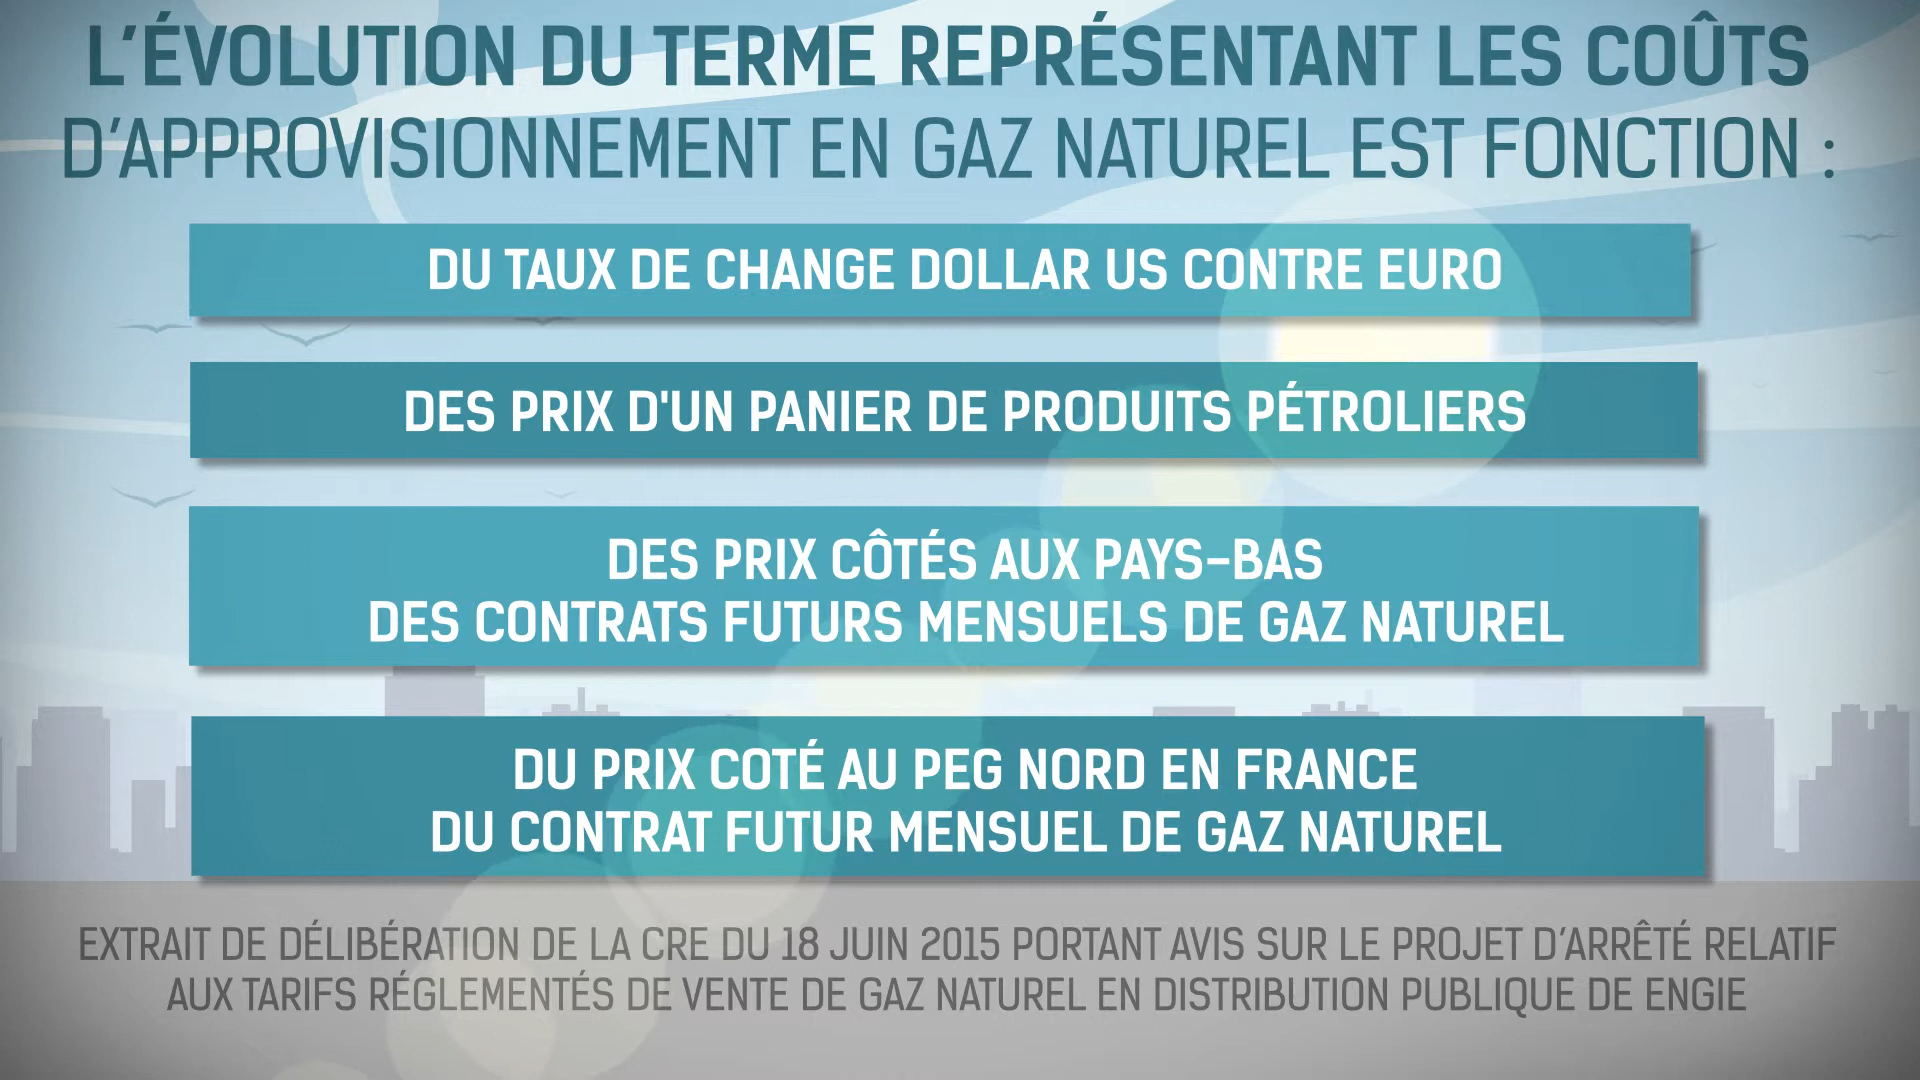 L'ÉVOLUTION DU TERME REPRÉSENTANT LES COÛTS
D'APPROVISIONNEMENT EN GAZ NATUREL EST FONCTION :
DU TAUX DE CHANGE DOLLAR US CONTRE EURO
DES PRIX D'UN PANIER DE PRODUITS PÉTROLIERS
DES PRIX CÔTÉS AUX PAYS-BAS
DES CONTRATS FUTURS MENSUELS DE GAZ NATUREL
DU PRIX COTÉ AU PEG NORD EN FRANCE
DU CONTRAT FUTUR MENSUEL DE GAZ NATUREL
EXTRAIT DE DÉLIBÉRATION DE LA CRE DU 18 JUIN 2015 PORTANT AVIS SUR LE PROJET D'ARRÊTÉ RELATIF
AUX TARIFS RÉGLEMENTÉS DE VENTE DE GAZ NATUREL EN DISTRIBUTION PUBLIQUE DE ENGIE